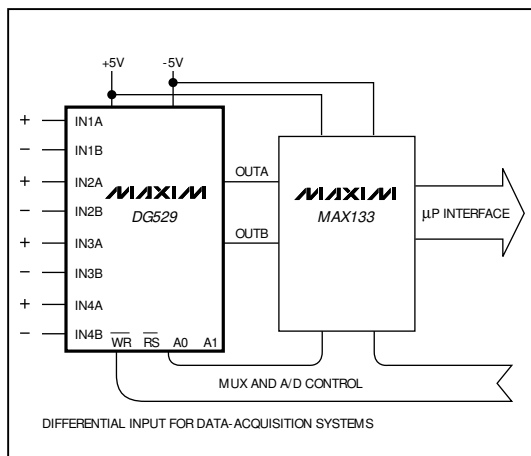 +5V -5V
+ IN1A
− IN1B
+ IN2A
− IN2B
+ IN3A
− IN3B
+ IN4A
− IN4B
MAXIM
DG529
WR RS A0 A1
OUTA
OUTB
MAXIM
MAX133
µP INTERFACE
MUX AND A/D CONTROL
DIFFERENTIAL INPUT FOR DATA-ACQUISITION SYSTEMS